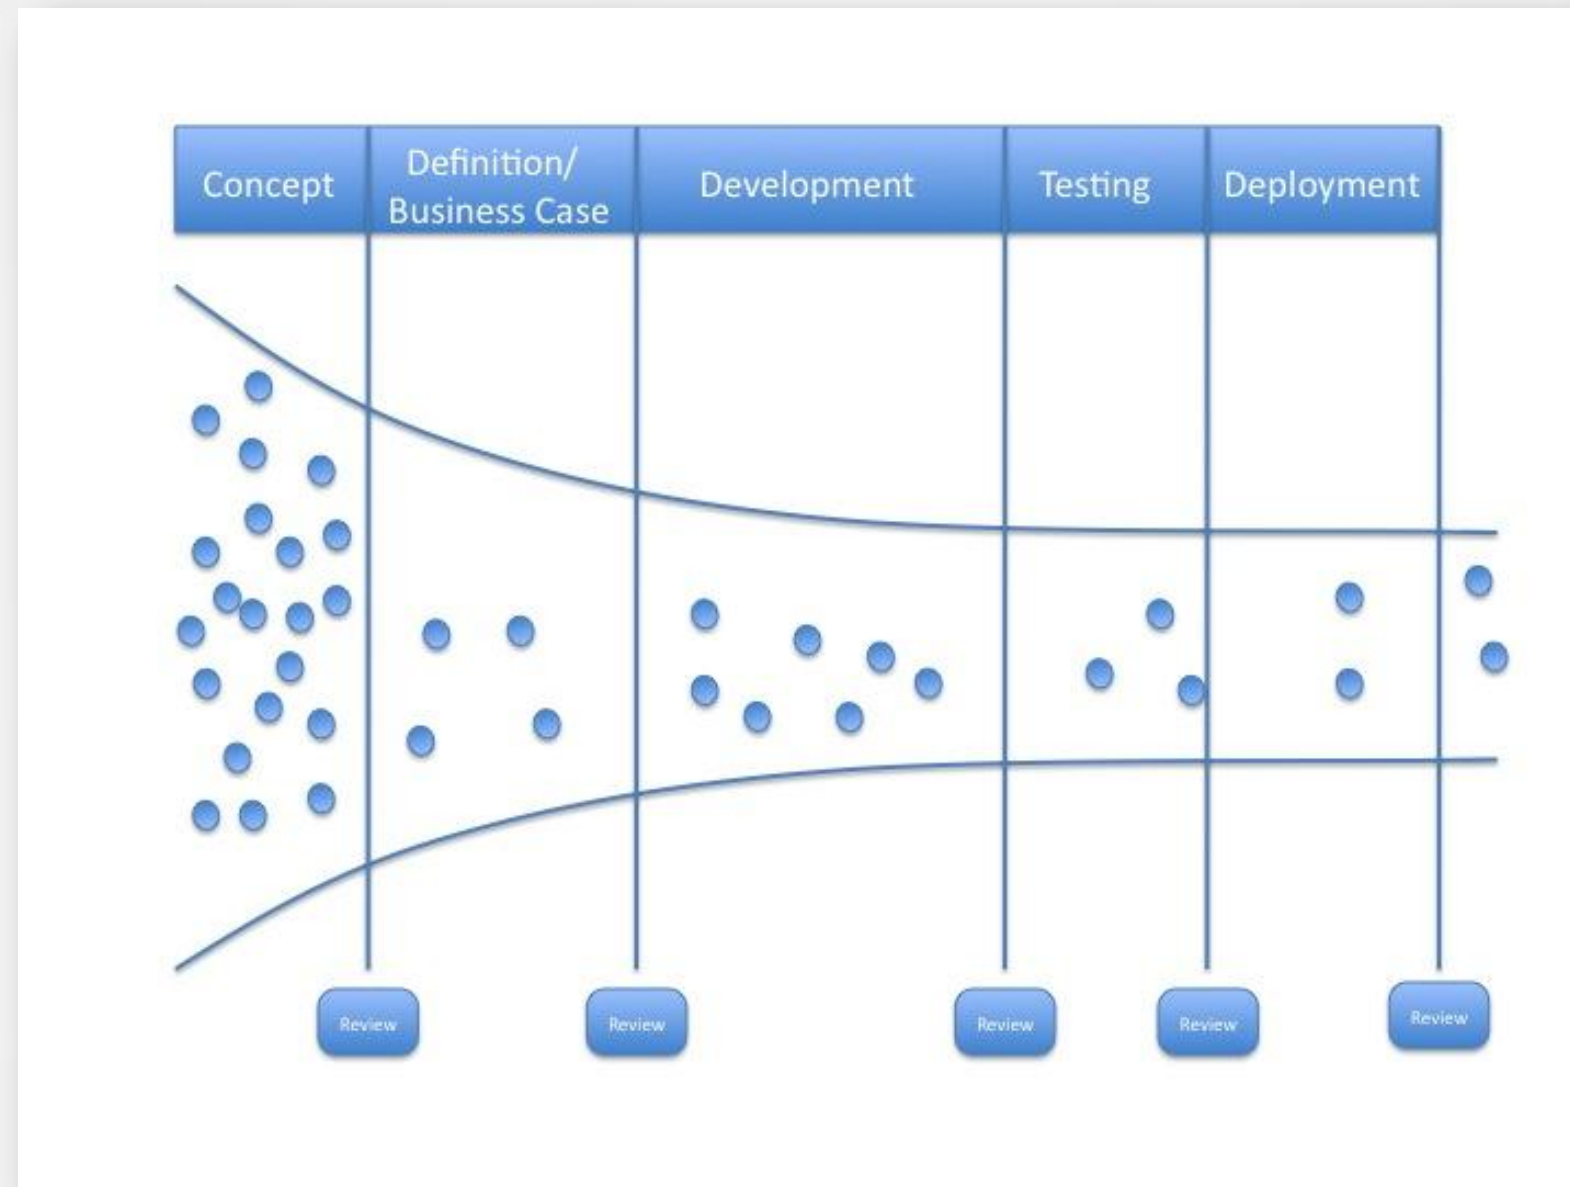 Concept
Definition/
Business Case
Development
Testing
Deployment
Review
Review
Review
Review
Review